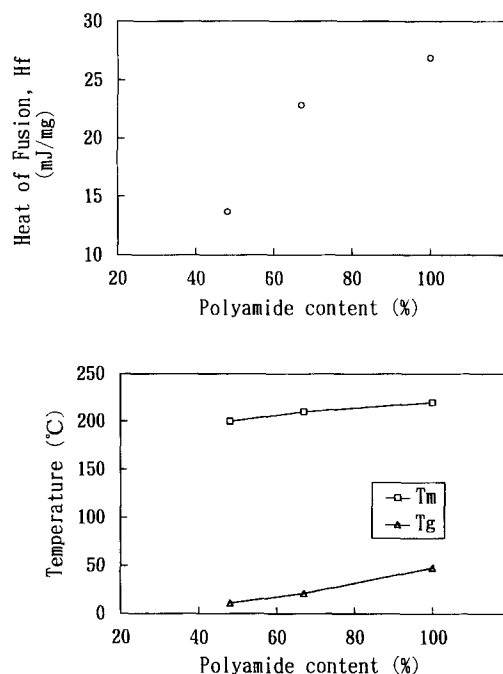 Heat of Fusion, Hf
(mJ/mg)
30
25
20
15
10
20 40 60 80 100
Polyamide content (%)
Temperature (℃)
250
200
150
100
50
0
Tm
Tg
20 40 60 80 100
Polyamide content (%)